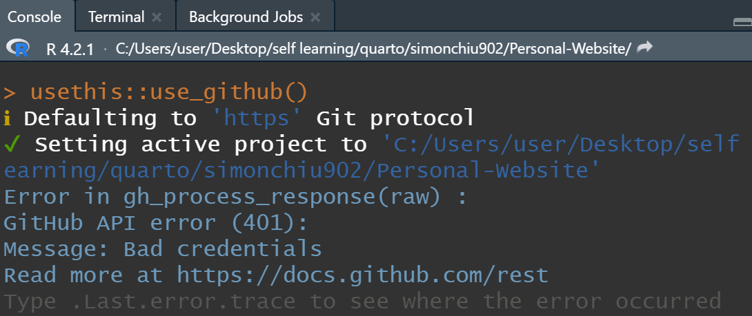 Console Terminal Background Jobs
R R 4.2.1 · C:/Users/user/Desktop/self learning/quarto/simonchiu902/Personal-Website/
> usethis::use_github()
ℹ Defaulting to 'https' Git protocol
✓ Setting active project to 'C:/Users/user/Desktop/self
earning/quarto/simonchiu902/Personal-Website'
Error in gh_process_response(raw) :
GitHub API error (401):
Message: Bad credentials
Read more at https://docs.github.com/rest
Type .Last.error.trace to see where the error occurred